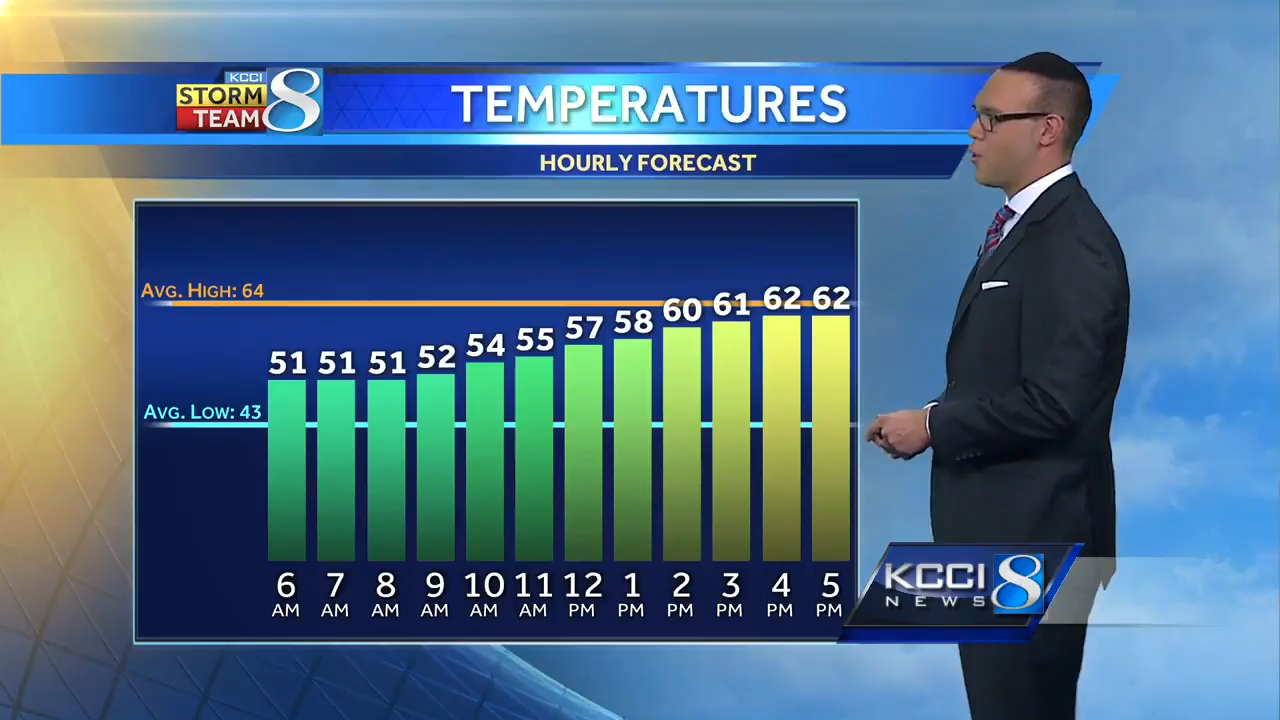 KCCI
STORM
TEAM
8
TEMPERATURES
HOURLY FORECAST
AVG. HIGH: 64
AVG. LOW: 43
51 51 51 52 54 55 57 58 60 61 62 62
6 7 8 9 10 11 12 1 2 3 4 5
AM AM AM AM AM AM PM PM PM PM PM PM
KCCI 8
NEWS